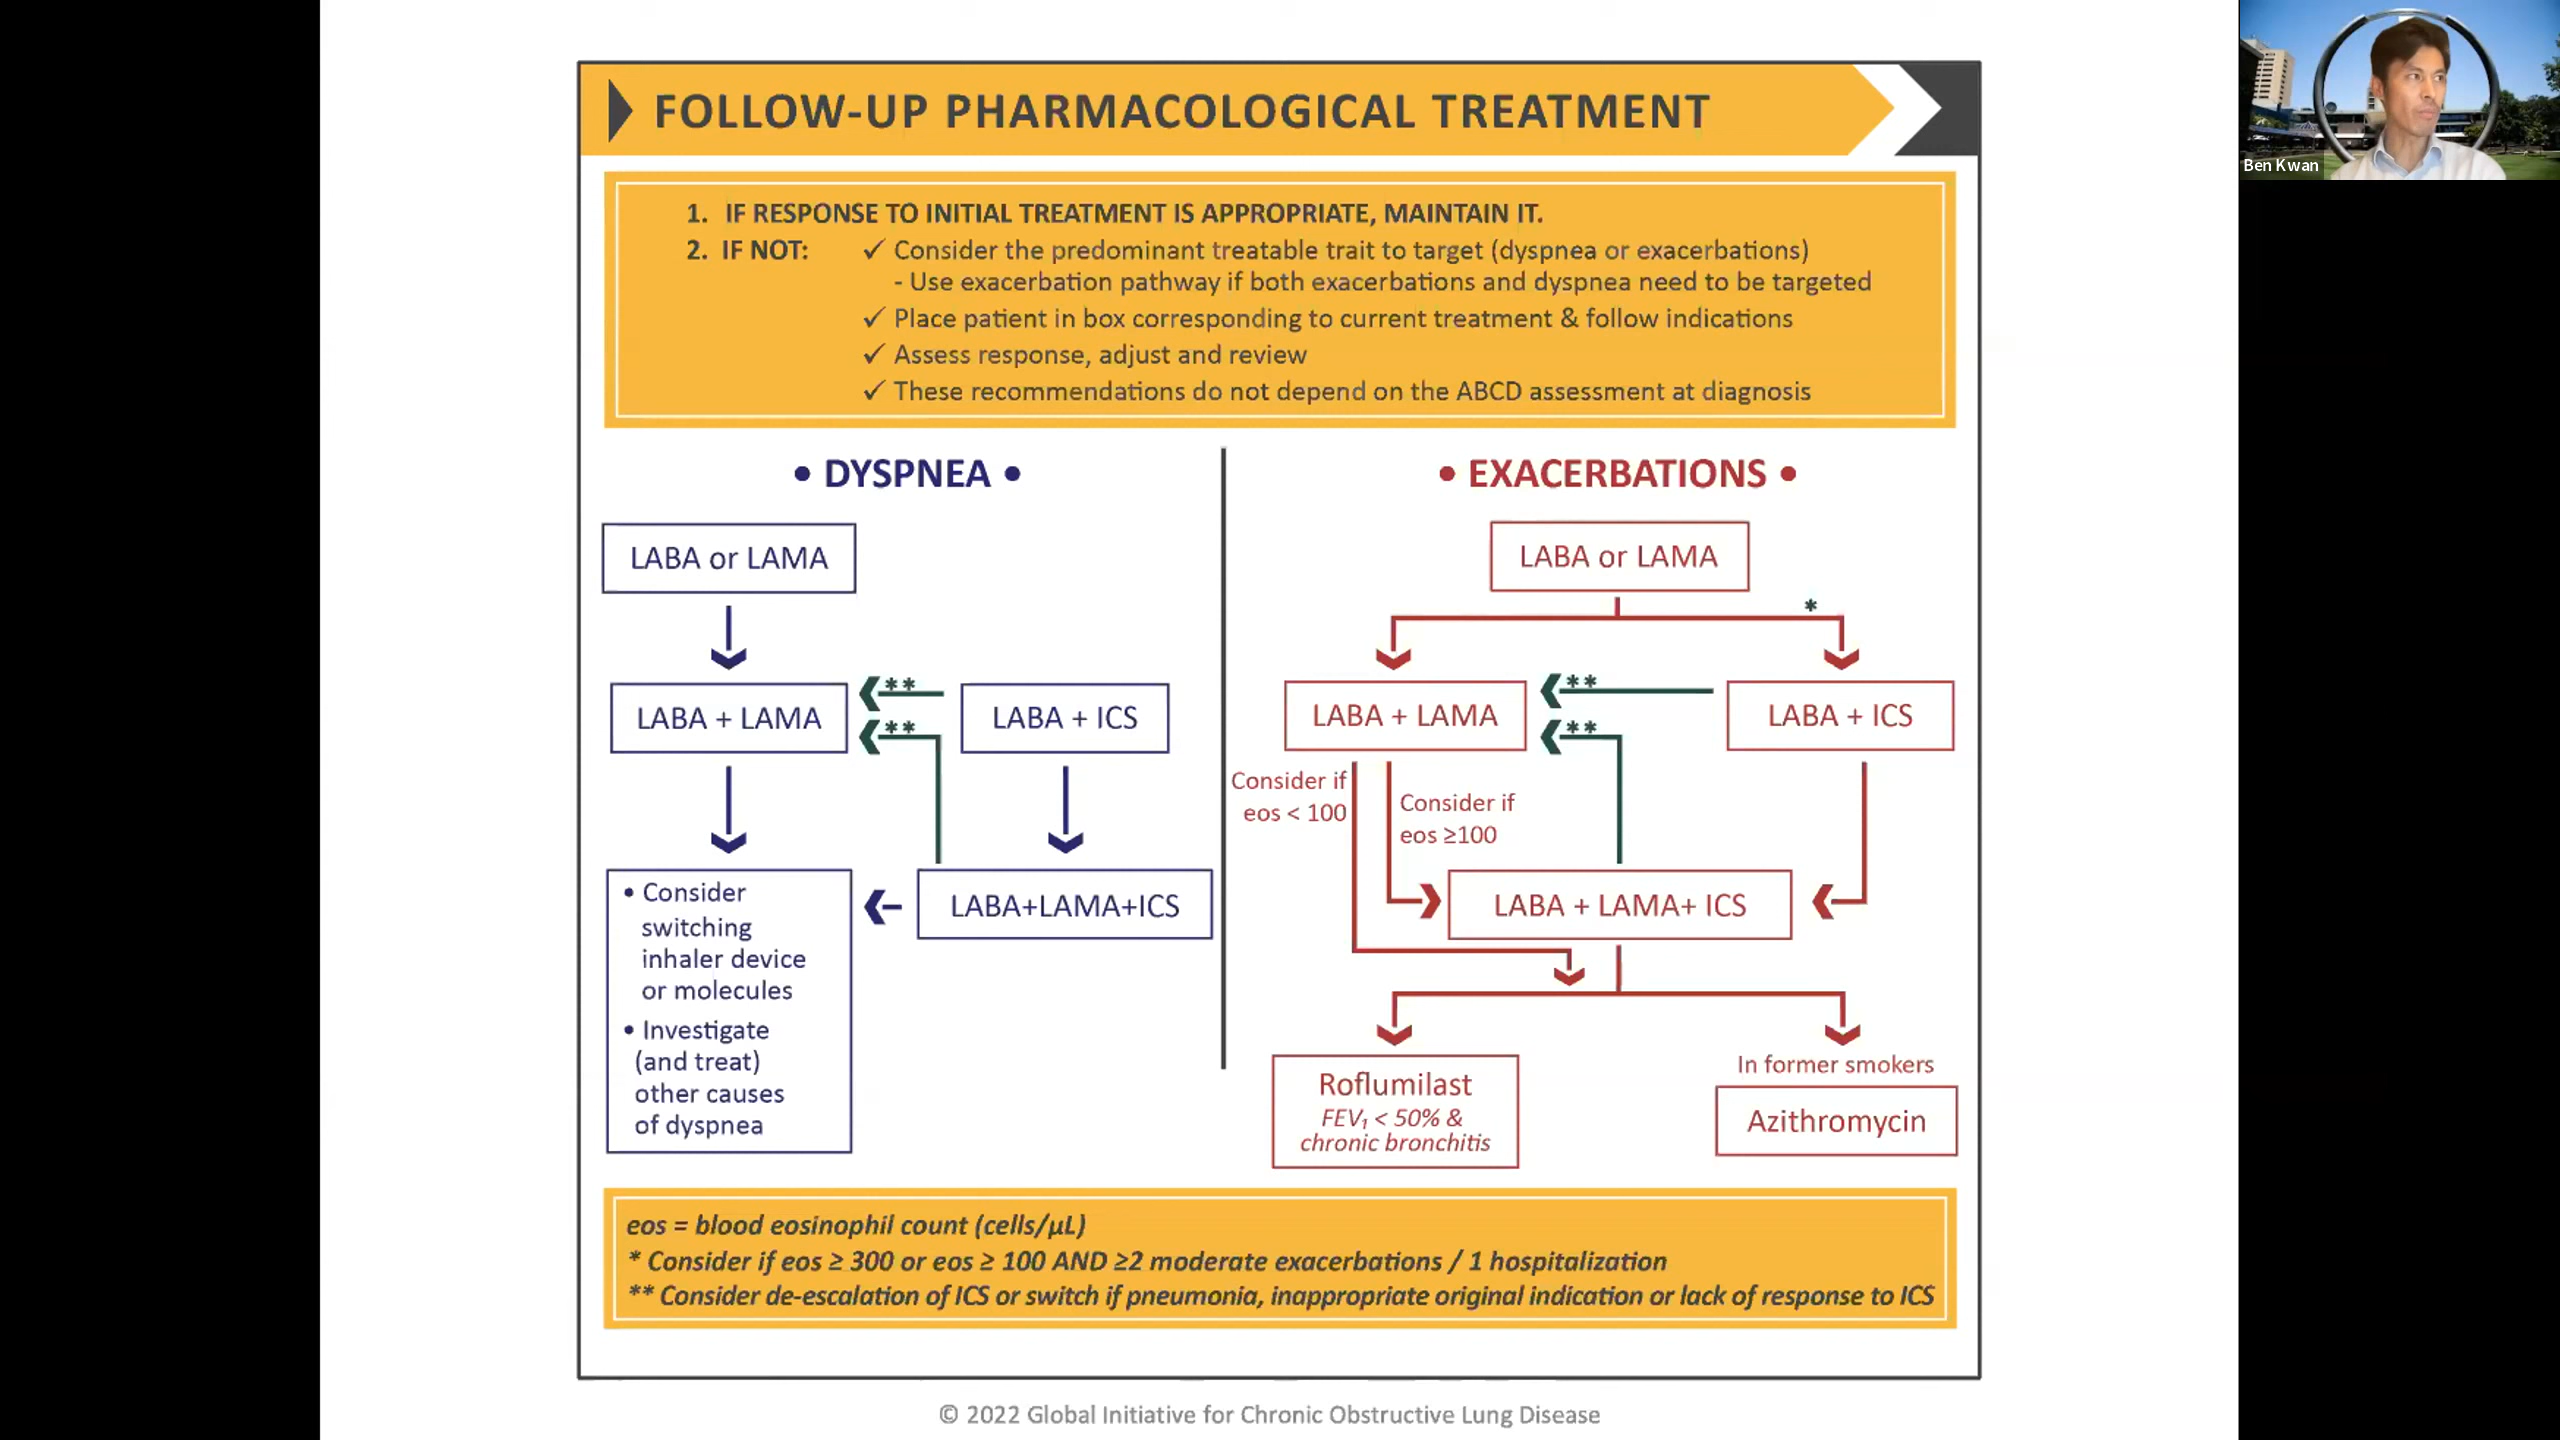 FOLLOW-UP PHARMACOLOGICAL TREATMENT
Ben Kwan
1. IF RESPONSE TO INITIAL TREATMENT IS APPROPRIATE, MAINTAIN IT.
2. IF NOT: ✓ Consider the predominant treatable trait to target (dyspnea or exacerbations)
- Use exacerbation pathway if both exacerbations and dyspnea need to be targeted
✓ Place patient in box corresponding to current treatment & follow indications
✓ Assess response, adjust and review
✓ These recommendations do not depend on the ABCD assessment at diagnosis
• DYSPNEA •
LABA or LAMA
LABA + LAMA
**
**
LABA + ICS
LABA+LAMA+ICS
• Consider
switching
inhaler device
or molecules
• Investigate
(and treat)
other causes
of dyspnea
• EXACERBATIONS •
LABA or LAMA
*
LABA + LAMA
**
**
LABA + ICS
Consider if
eos < 100
Consider if
eos ≥100
LABA + LAMA+ ICS
Roflumilast
FEV₁ < 50% &
chronic bronchitis
In former smokers
Azithromycin
eos = blood eosinophil count (cells/μL)
* Consider if eos ≥ 300 or eos ≥ 100 AND ≥2 moderate exacerbations / 1 hospitalization
** Consider de-escalation of ICS or switch if pneumonia, inappropriate original indication or lack of response to ICS
© 2022 Global Initiative for Chronic Obstructive Lung Disease